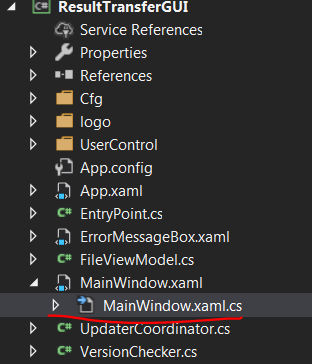 ResultTransferGUI
Service References
Properties
References
Cfg
logo
UserControl
App.config
App.xaml
EntryPoint.cs
ErrorMessageBox.xaml
FileViewModel.cs
MainWindow.xaml
MainWindow.xaml.cs
UpdaterCoordinator.cs
VersionChecker.cs